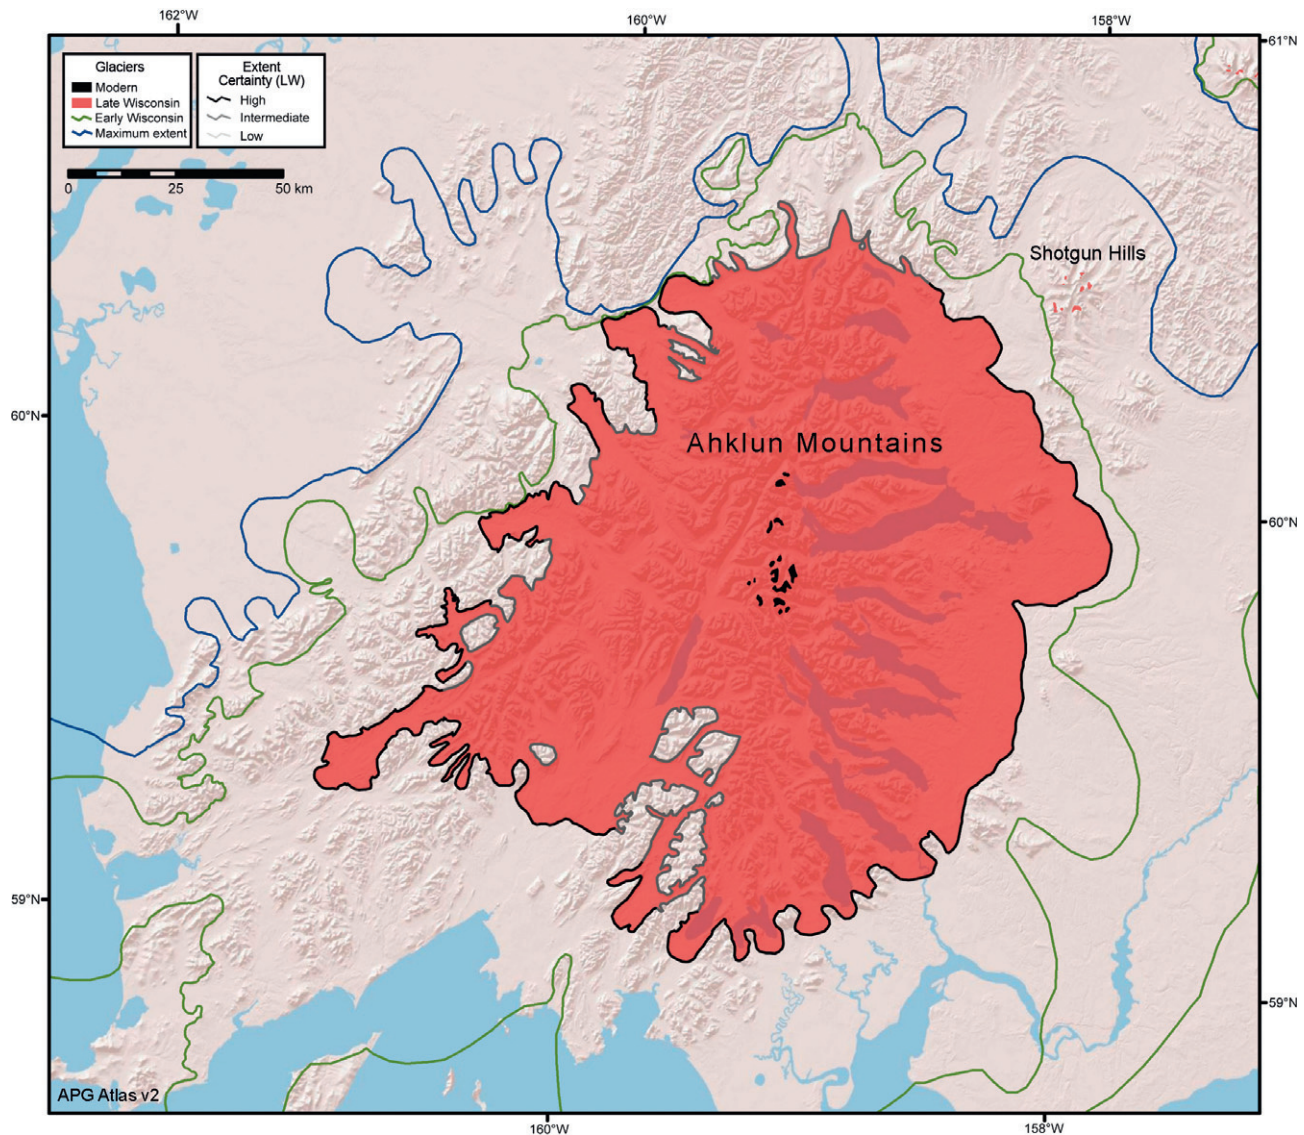 162°W
160°W
158°W
61°N
Glaciers
Modern
Late Wisconsin
Early Wisconsin
Maximum extent
Extent
Certainty (LW)
High
Intermediate
Low
0 25 50 km
Shotgun Hills
60°N
Ahklun Mountains
60°N
59°N
59°N
APG Atlas v2
160°W
158°W